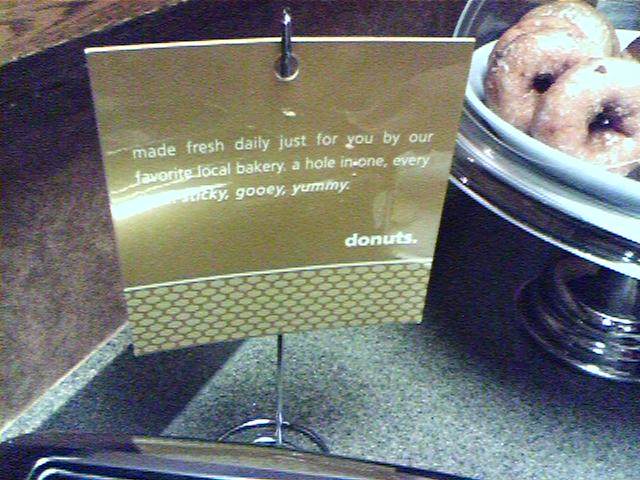 made fresh daily just for you by our
favorite local bakery. a hole in one, every
sticky, gooey, yummy.
donuts.